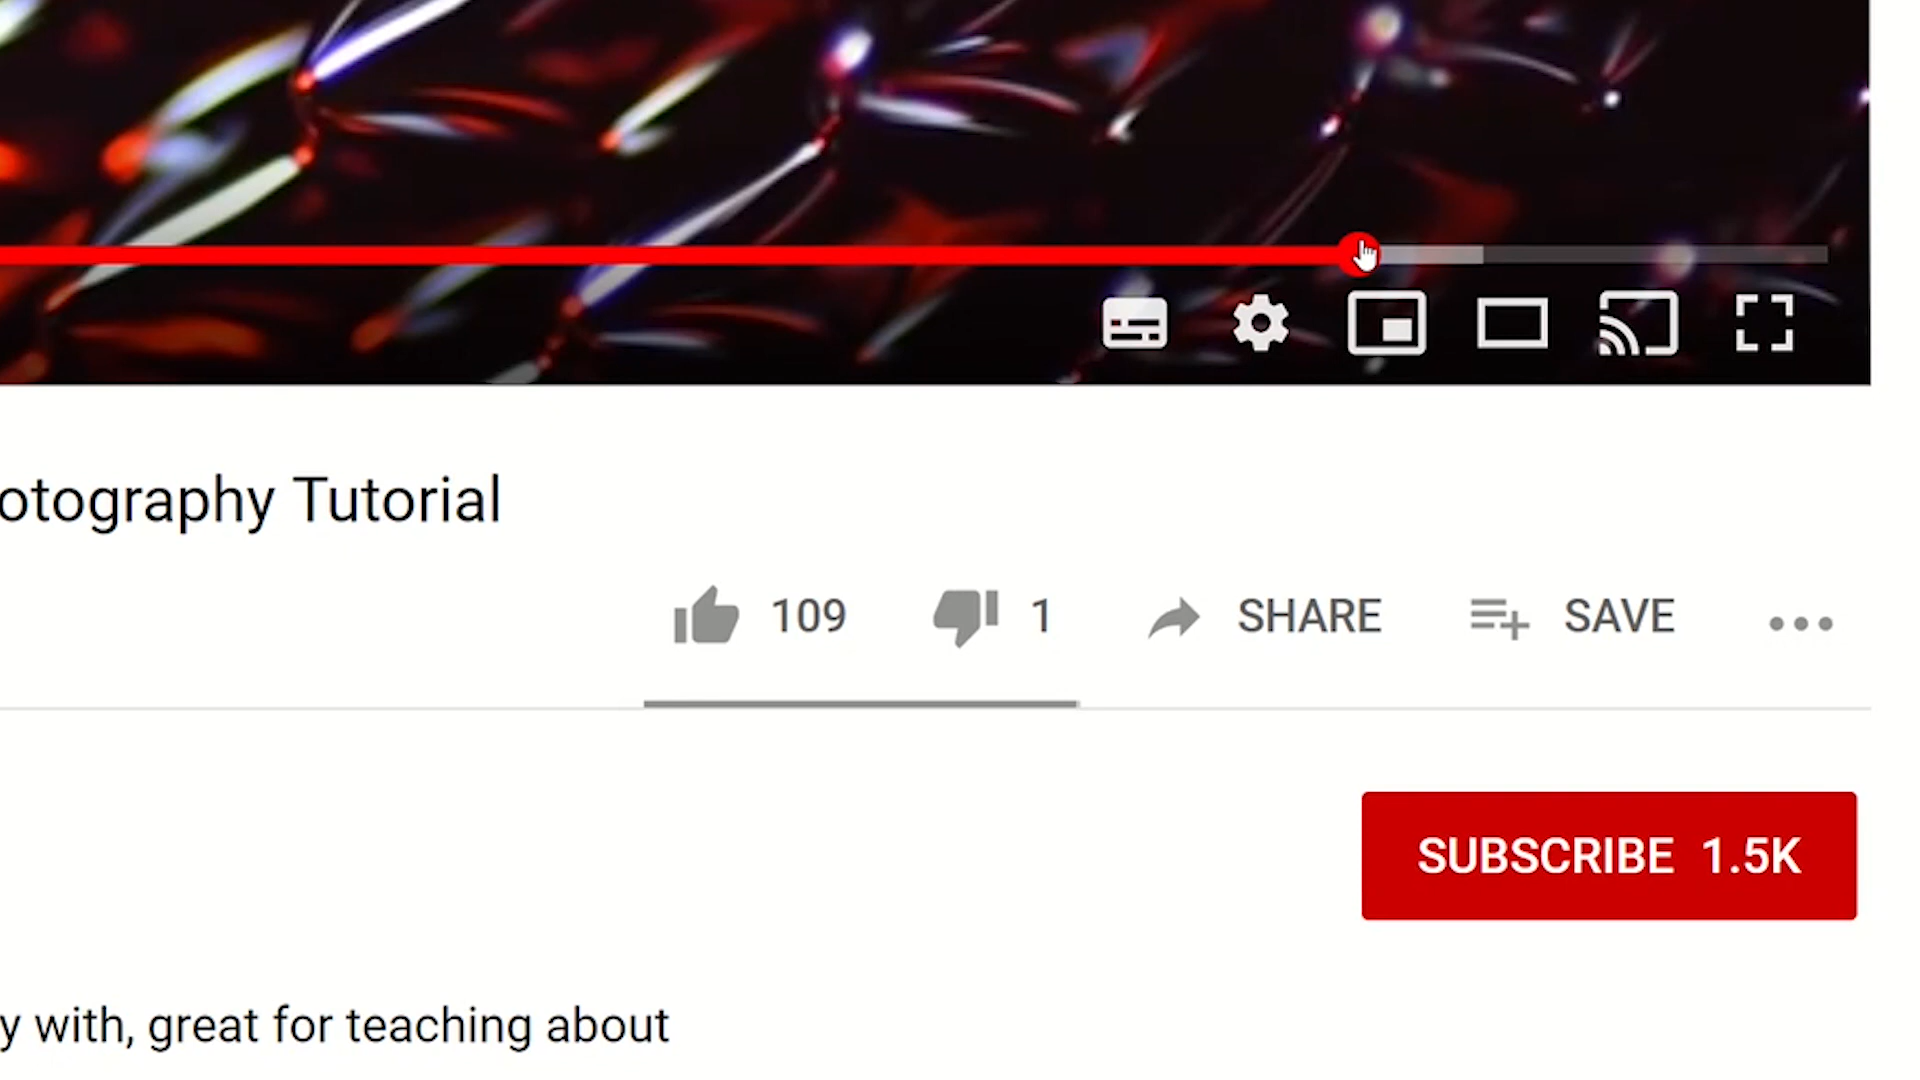 otography Tutorial
109 1 SHARE SAVE
SUBSCRIBE 1.5K
y with, great for teaching about